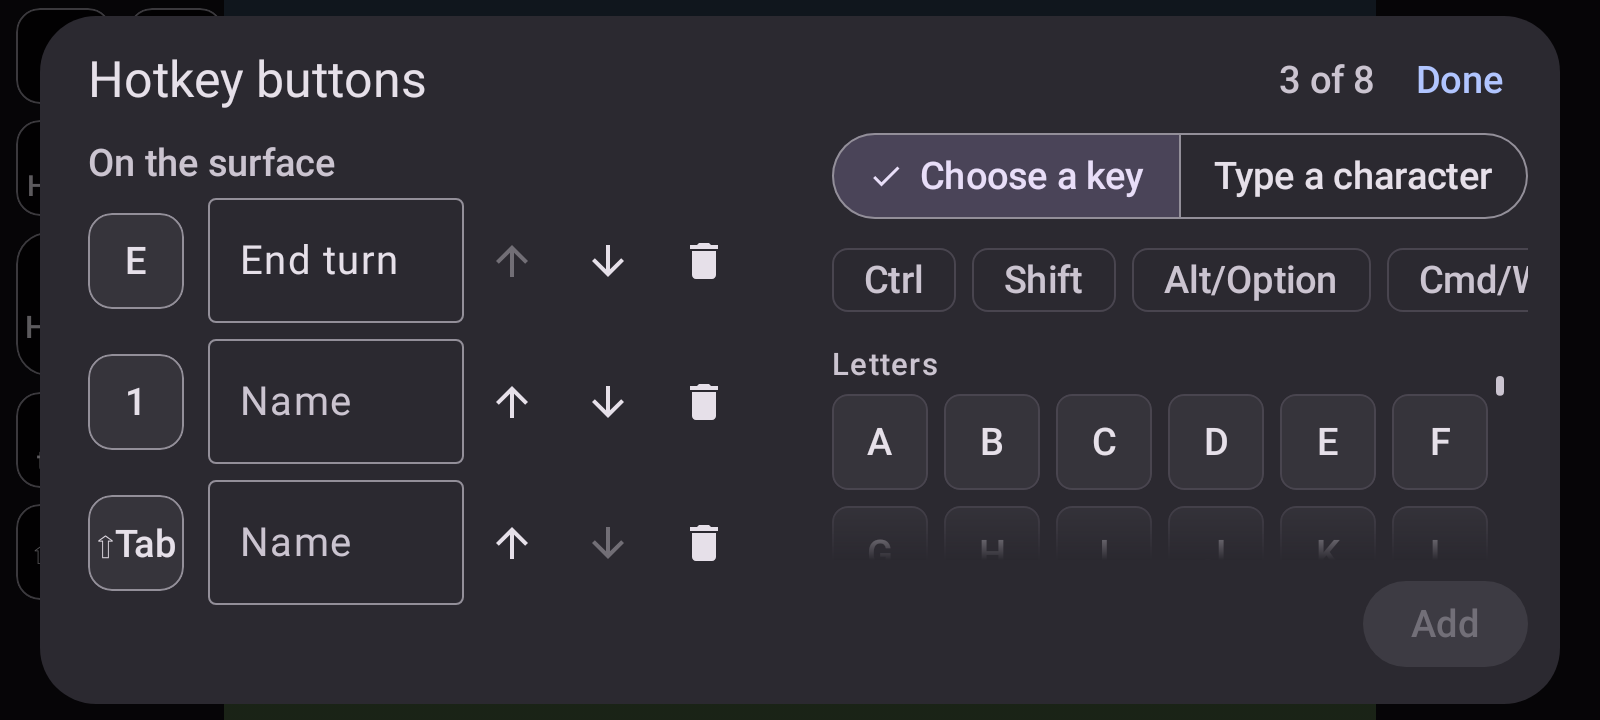 Hotkey buttons
3 of 8 Done
On the surface
E End turn
1 Name
⇧Tab Name
Choose a key Type a character
Ctrl Shift Alt/Option
Letters
A B C D E F
G H K
Add